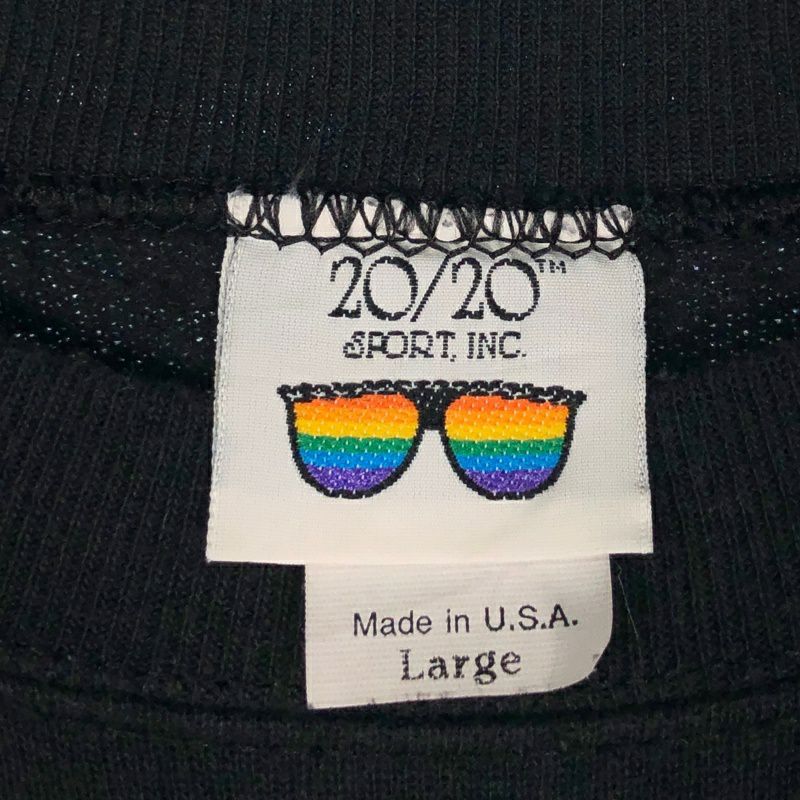 20/20™
SPORT, INC.
Made in U.S.A.
Large